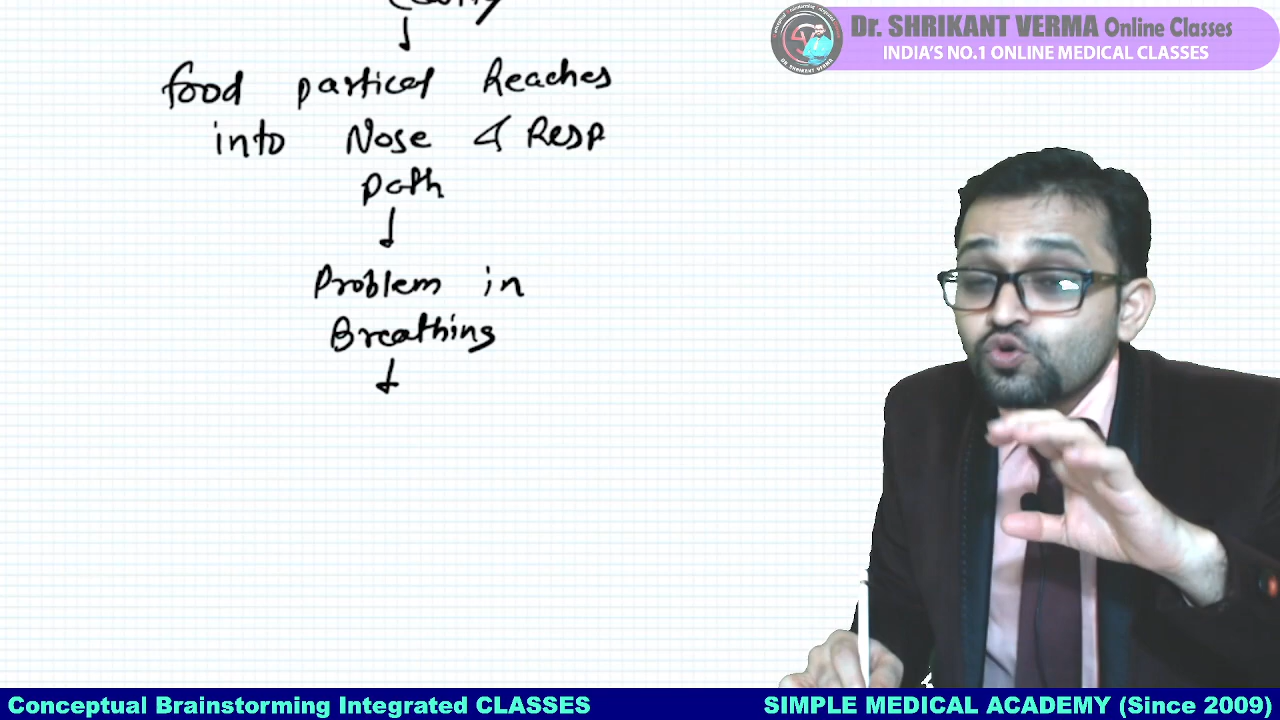 Cavity
↓
food particel Reaches
into Nose & Resp
path
↓
Problem in
Breathing
↓
Dr. SHRIKANT VERMA Online Classes
INDIA'S NO.1 ONLINE MEDICAL CLASSES
Conceptual Brainstorming Integrated CLASSES
SIMPLE MEDICAL ACADEMY (Since 2009)